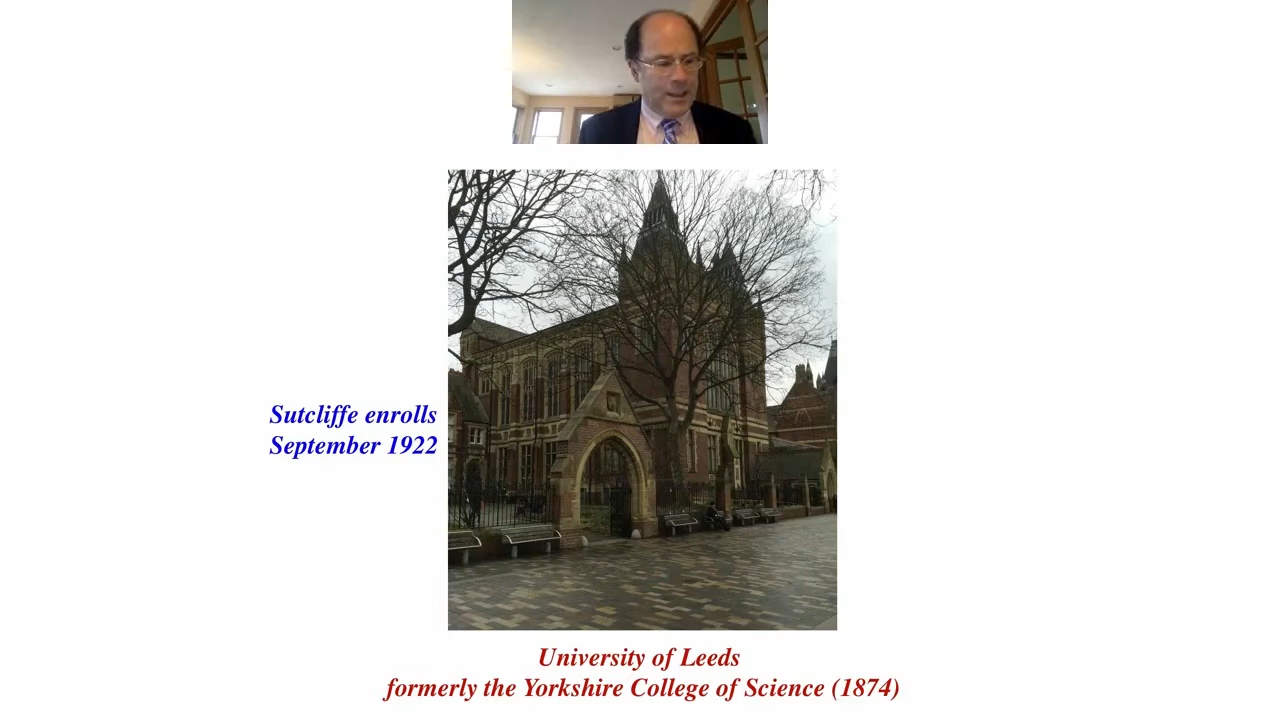 Sutcliffe enrolls
September 1922
University of Leeds
formerly the Yorkshire College of Science (1874)